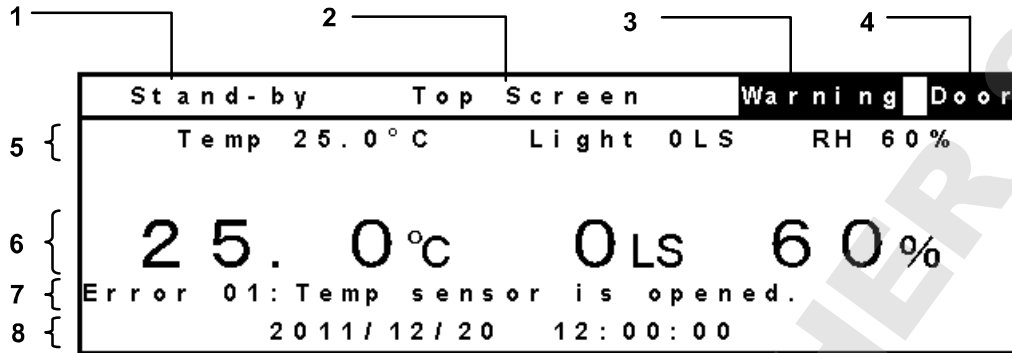 1 2 3 4
Stand-by Top Screen Warning Door
5 Temp 25.0°C Light 0LS RH 60%
6 25.0℃ 0LS 60%
7 Error 01:Temp sensor is opened.
8 2011/12/20 12:00:00